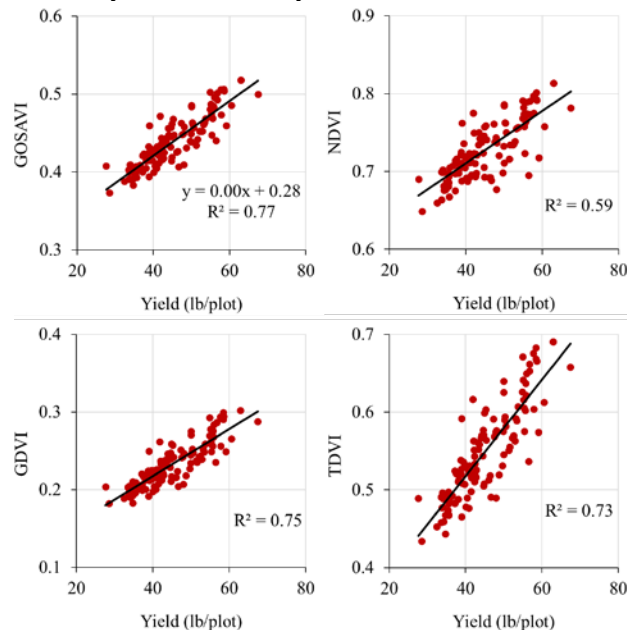 0.6
0.5
GOSAVI
0.4
0.3
y = 0.00x + 0.28
R² = 0.77
20 40 60 80
Yield (lb/plot)
0.9
0.8
NDVI
0.7
0.6
R² = 0.59
20 40 60 80
Yield (lb/plot)
0.4
0.3
GDVI
0.2
0.1
R² = 0.75
20 40 60 80
Yield (lb/plot)
0.7
0.6
TDVI
0.5
0.4
R² = 0.73
20 40 60 80
Yield (lb/plot)